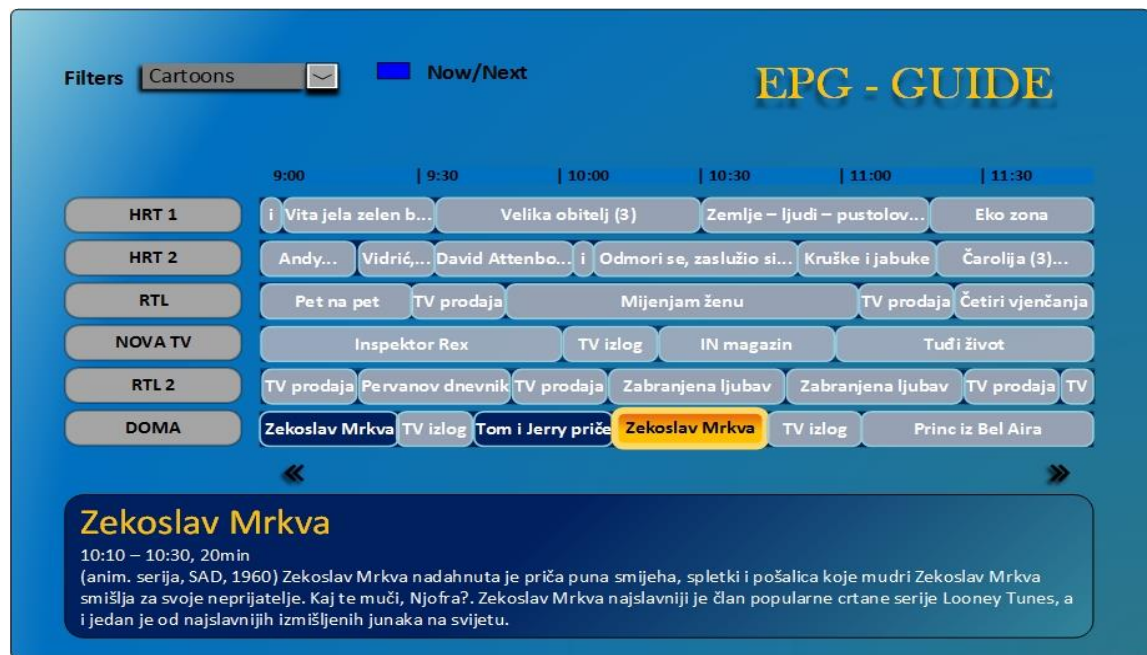 Filters Cartoons Now/Next
EPG - GUIDE
9:00 | 9:30 | 10:00 | 10:30 | 11:00 | 11:30
HRT 1 i Vita jela zelen b... Velika obitelj (3) Zemlje – ljudi – pustolov... Eko zona
HRT 2 Andy... Vidrić,... David Attenbo... i Odmori se, zaslužio si... Kruške i jabuke Čarolija (3)...
RTL Pet na pet TV prodaja Mijenjam ženu TV prodaja Četiri vjenčanja
NOVA TV Inspektor Rex TV izlog IN magazin Tuđi život
RTL 2 TV prodaja Pervanov dnevnik TV prodaja Zabranjena ljubav Zabranjena ljubav TV prodaja TV
DOMA Zekoslav Mrkva TV izlog Tom i Jerry priče Zekoslav Mrkva TV izlog Princ iz Bel Aira
« »
Zekoslav Mrkva
10:10 – 10:30, 20min
(anim. serija, SAD, 1960) Zekoslav Mrkva nadahnuta je priča puna smijeha, spletki i pošalica koje mudri Zekoslav Mrkva
smišlja za svoje neprijatelje. Kaj te muči, Njofra?. Zekoslav Mrkva najslavniji je član popularne crtane serije Looney Tunes, a
i jedan je od najslavnijih izmišljenih junaka na svijetu.